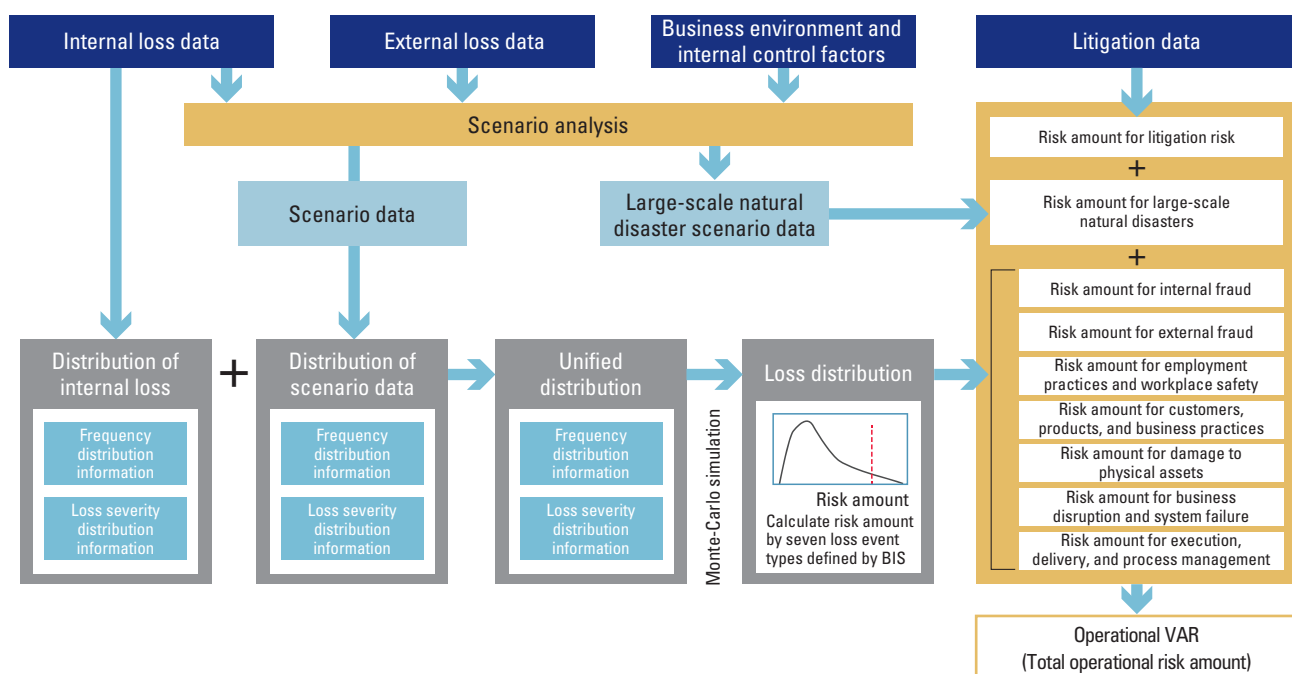 Internal loss data
External loss data
Business environment and
internal control factors
Litigation data
Scenario analysis
Risk amount for litigation risk
+
Scenario data
Large-scale natural
disaster scenario data
Risk amount for large-scale
natural disasters
+
Risk amount for internal fraud
Risk amount for external fraud
Risk amount for employment
practices and workplace safety
Risk amount for customers,
products, and business practices
Risk amount for damage to
physical assets
Risk amount for business
disruption and system failure
Risk amount for execution,
delivery, and process management
Distribution of
internal loss
Frequency
distribution
information
Loss severity
distribution
information
+
Distribution of
scenario data
Frequency
distribution
information
Loss severity
distribution
information
Unified
distribution
Frequency
distribution
information
Loss severity
distribution
information
Monte-Carlo simulation
Loss distribution
Risk amount
Calculate risk amount
by seven loss event
types defined by BIS
Operational VAR
(Total operational risk amount)